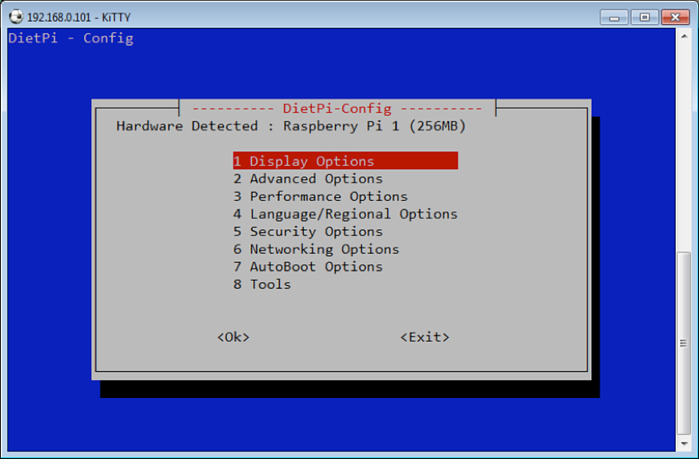 192.168.0.101 - KiTTY
DietPi - Config
---------- DietPi-Config ----------
Hardware Detected : Raspberry Pi 1 (256MB)
1 Display Options
2 Advanced Options
3 Performance Options
4 Language/Regional Options
5 Security Options
6 Networking Options
7 AutoBoot Options
8 Tools
<Ok> <Exit>